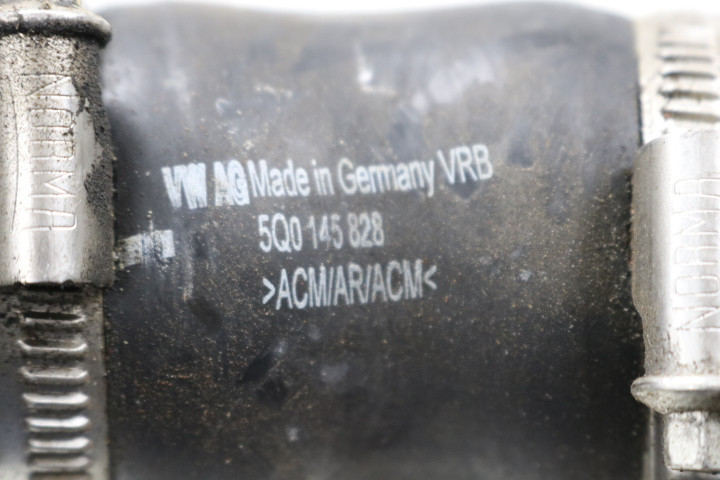 NORMA
VW AG Made in Germany VRB
5Q0 145 828
>ACM/AR/ACM<
NORMA